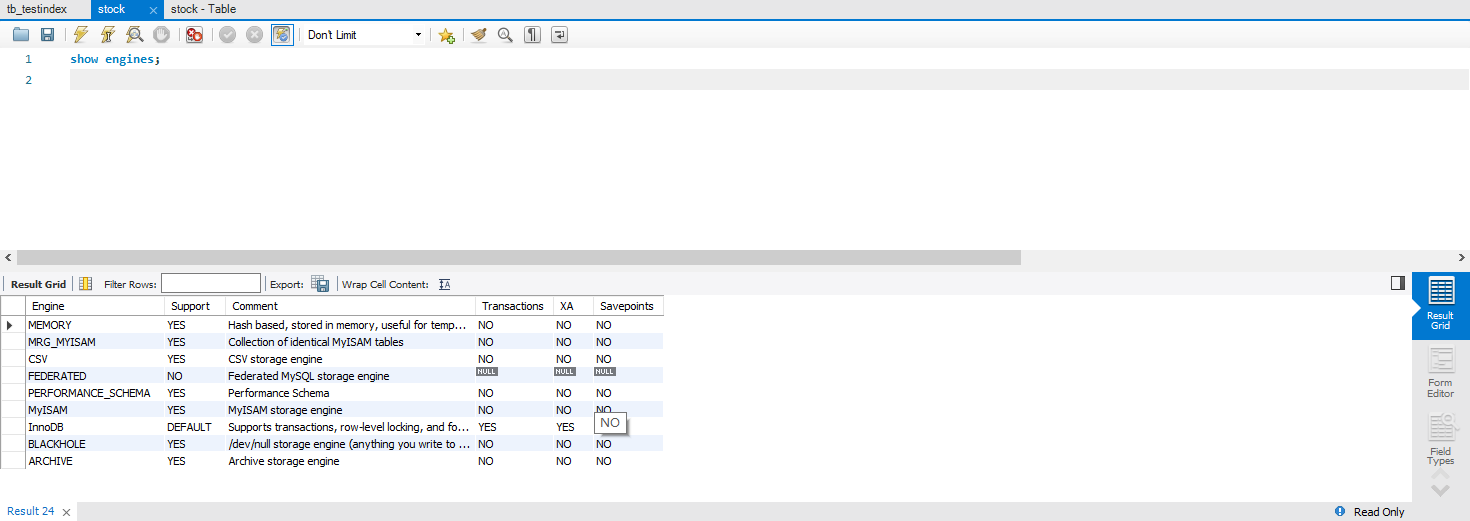 tb_testindex stock stock - Table
Don't Limit
1 show engines;
2
Result Grid Filter Rows: Export: Wrap Cell Content: IA
Engine Support Comment Transactions XA Savepoints
MEMORY YES Hash based, stored in memory, useful for temp... NO NO NO
MRG_MYISAM YES Collection of identical MyISAM tables NO NO NO
CSV YES CSV storage engine NO NO NO
FEDERATED NO Federated MySQL storage engine NULL NULL NULL
PERFORMANCE_SCHEMA YES Performance Schema NO NO NO
MyISAM YES MyISAM storage engine NO NO NO
InnoDB DEFAULT Supports transactions, row-level locking, and fo... YES YES
NO
BLACKHOLE YES /dev/null storage engine (anything you write to ... NO NO NO
ARCHIVE YES Archive storage engine NO NO NO
Result
Grid
Form
Editor
Field
Types
Result 24 Read Only